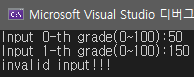 Microsoft Visual Studio 디버그
Input 0-th grade(0~100):50
Input 1-th grade(0~100):150
invalid input!!!